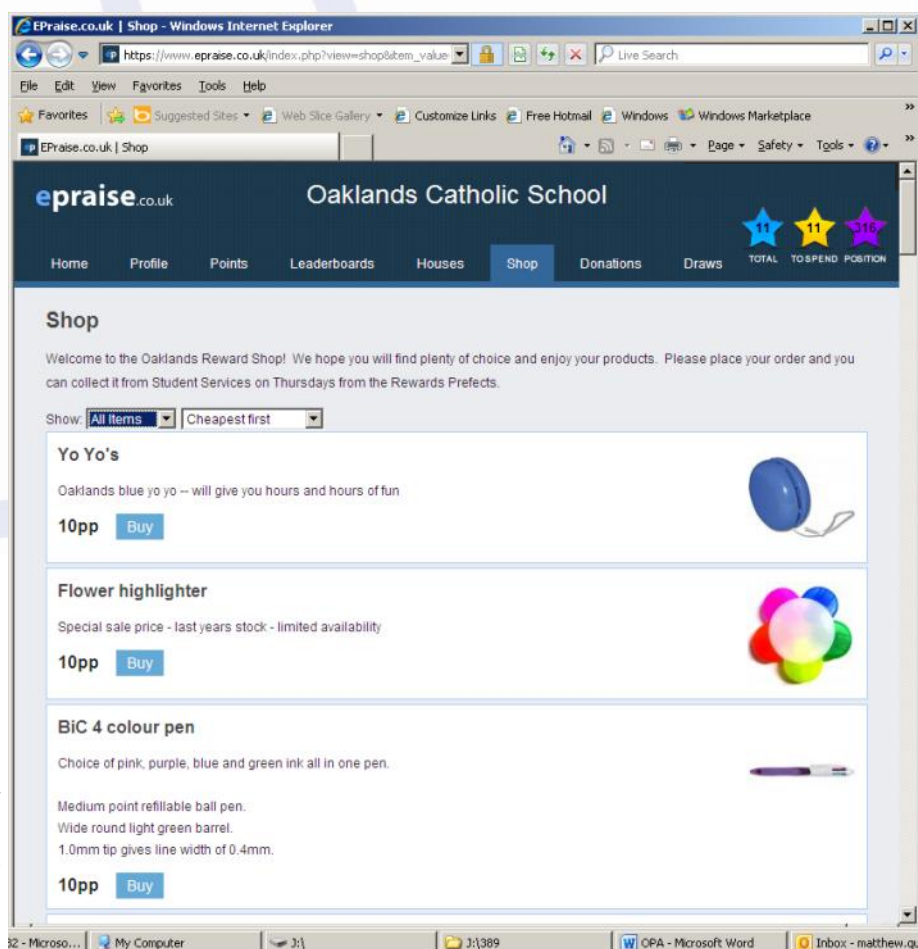 EPraise.co.uk | Shop - Windows Internet Explorer
https://www.epraise.co.uk/index.php?view=shop&item_value
Live Search
File Edit View Favorites Tools Help
Favorites Suggested Sites Web Slice Gallery Customize Links Free Hotmail Windows Windows Marketplace »
EPraise.co.uk | Shop Page Safety Tools »
epraise.co.uk Oaklands Catholic School
11 11 316
Home Profile Points Leaderboards Houses Shop Donations Draws TOTAL TO SPEND POSITION
Shop
Welcome to the Oaklands Reward Shop! We hope you will find plenty of choice and enjoy your products. Please place your order and you
can collect it from Student Services on Thursdays from the Rewards Prefects.
Show: All Items Cheapest first
Yo Yo's
Oaklands blue yo yo -- will give you hours and hours of fun
10pp Buy
Flower highlighter
Special sale price - last years stock - limited availability
10pp Buy
BiC 4 colour pen
Choice of pink, purple, blue and green ink all in one pen.
Medium point refillable ball pen.
Wide round light green barrel.
1.0mm tip gives line width of 0.4mm.
10pp Buy
32 - Microso... My Computer J:\ J:\389 OPA - Microsoft Word Inbox - matthew.gu